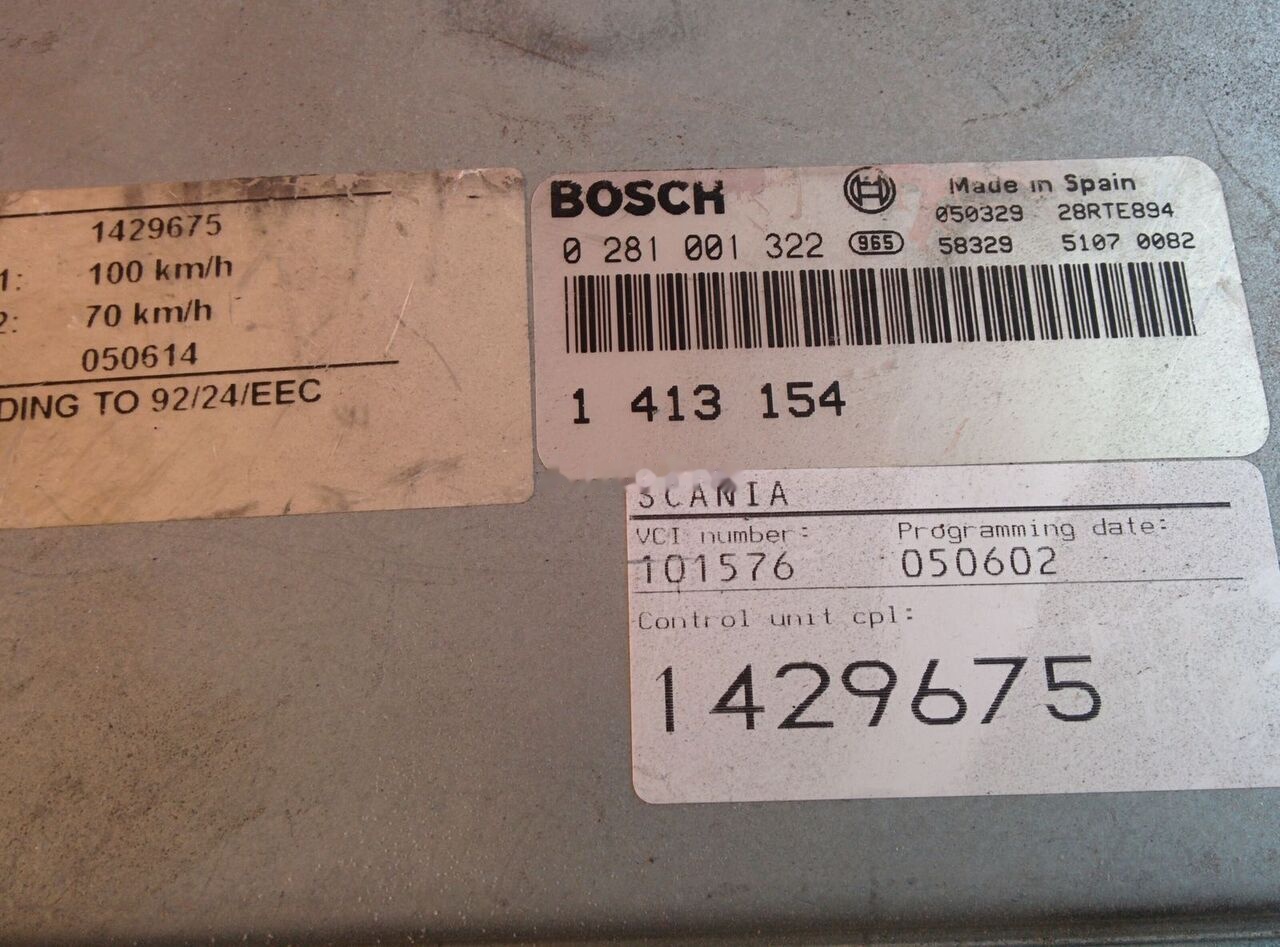 1429675
1: 100 km/h
2: 70 km/h
050614
DING TO 92/24/EEC
BOSCH
Made in Spain
050329 28RTE894
0 281 001 322 965 58329 5107 0082
1 413 154
SCANIA
VCI number: Programming date:
101576 050602
Control unit cpl:
1429675